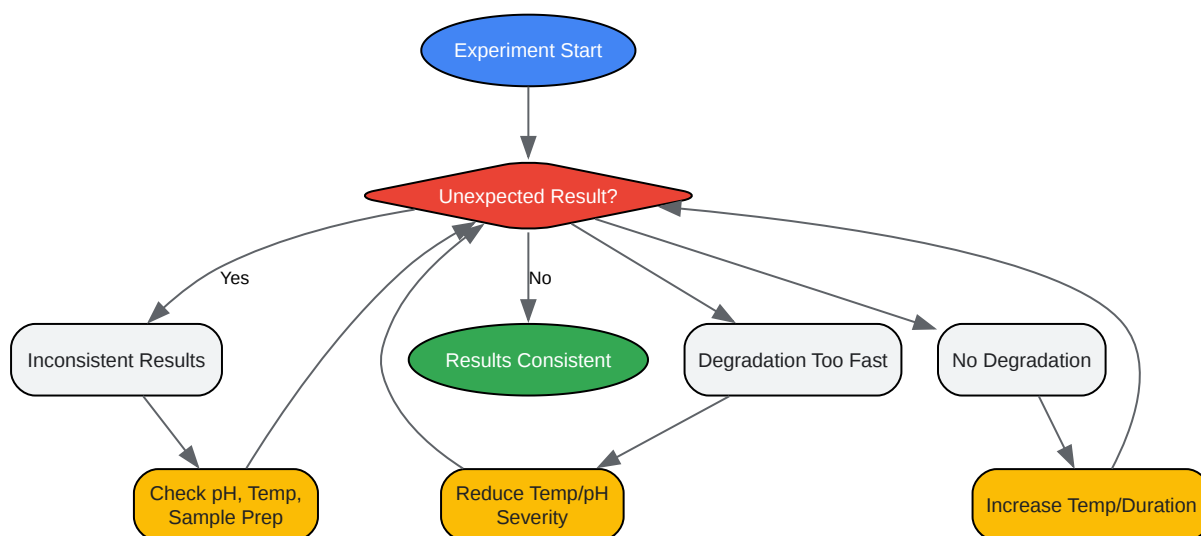 Experiment Start
Unexpected Result?
Yes
No
Inconsistent Results
Results Consistent
Degradation Too Fast
No Degradation
Check pH, Temp,
Sample Prep
Reduce Temp/pH
Severity
Increase Temp/Duration